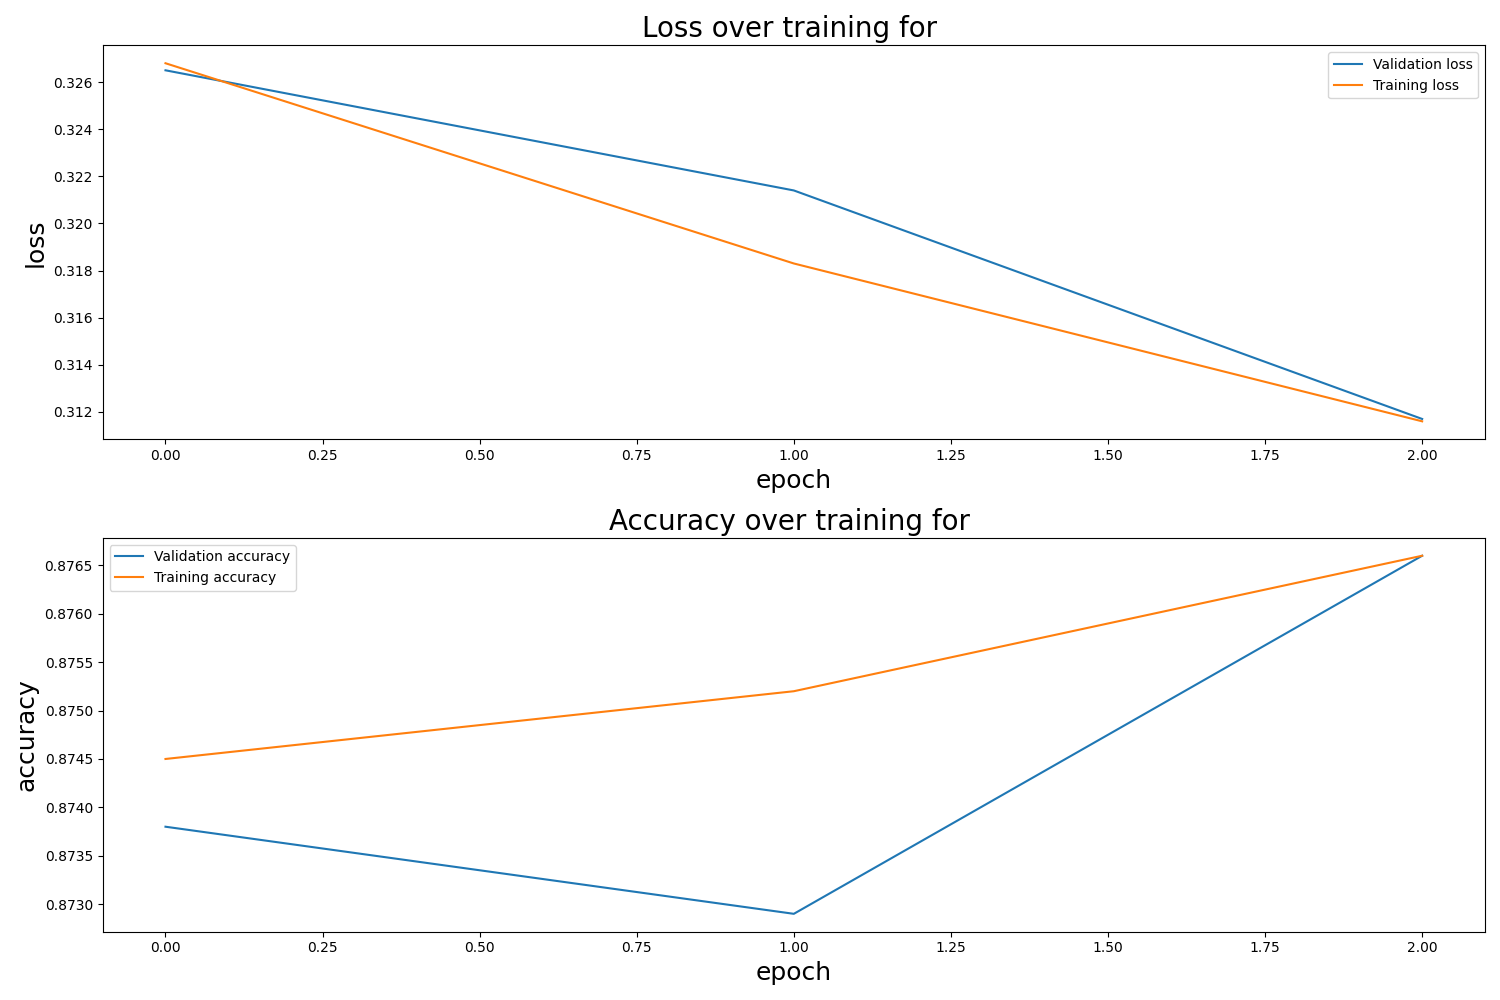 Loss over training for
Validation loss
Training loss
0.326
0.324
0.322
0.320
0.318
0.316
0.314
0.312
loss
0.00 0.25 0.50 0.75 1.00 1.25 1.50 1.75 2.00
epoch
Accuracy over training for
Validation accuracy
Training accuracy
0.8765
0.8760
0.8755
0.8750
0.8745
0.8740
0.8735
0.8730
accuracy
0.00 0.25 0.50 0.75 1.00 1.25 1.50 1.75 2.00
epoch